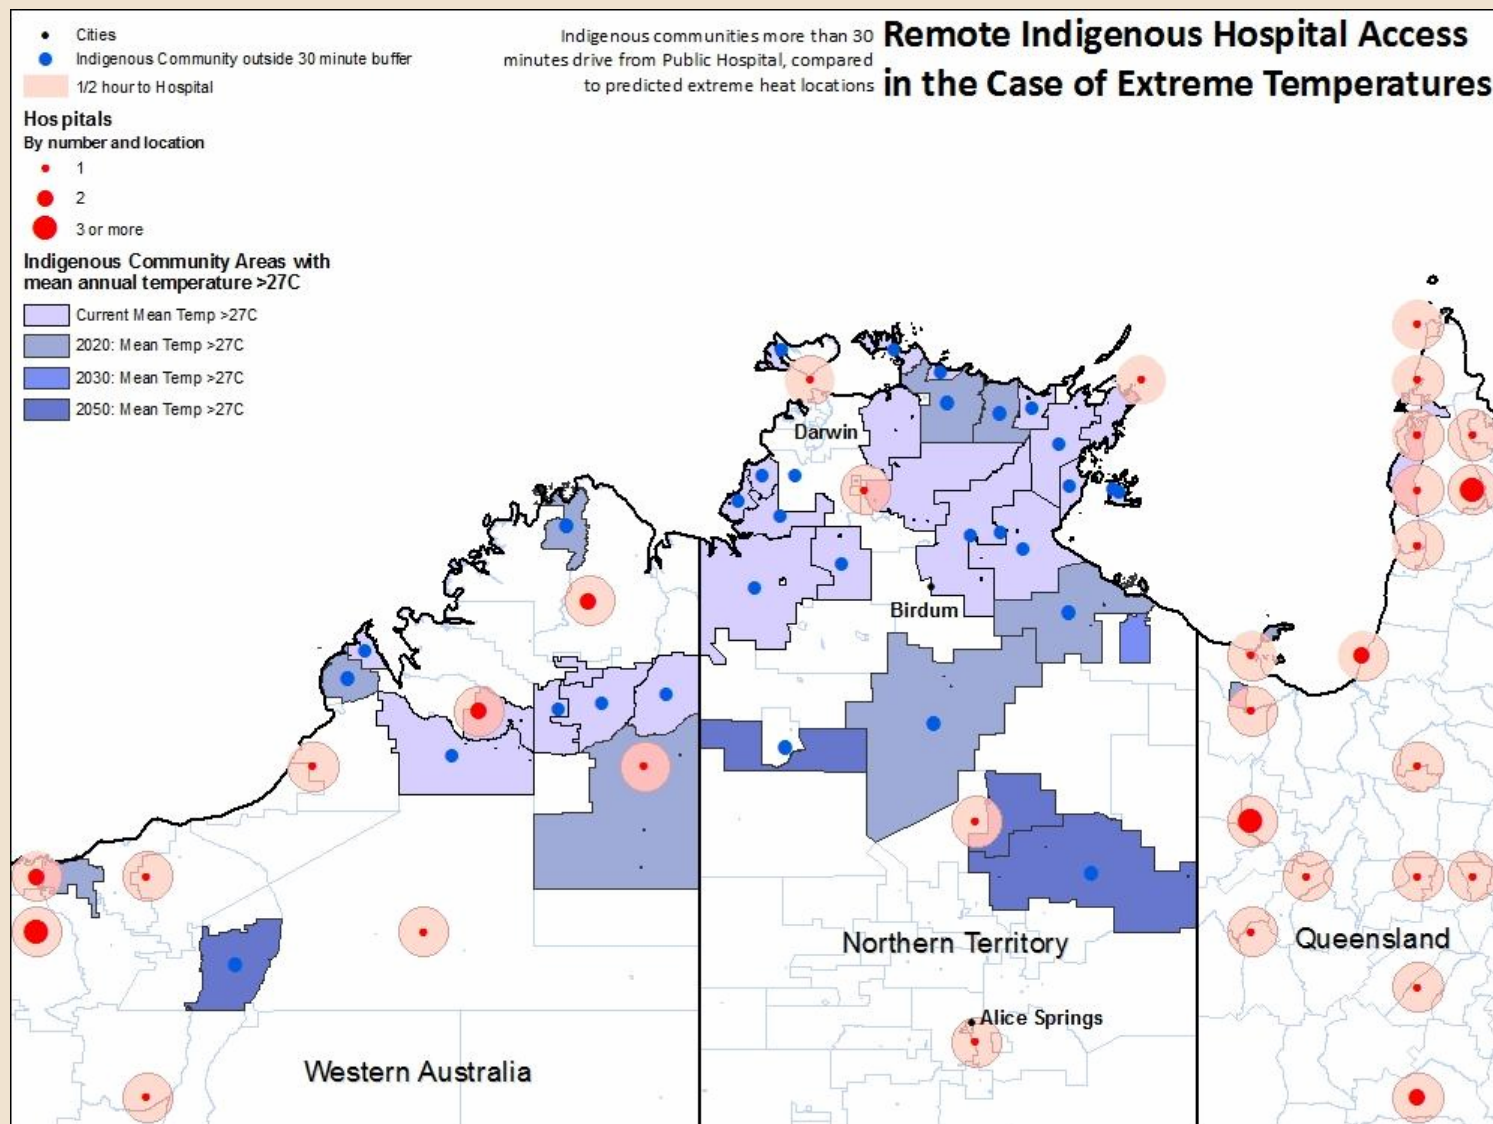 Cities
Indigenous Community outside 30 minute buffer
1/2 hour to Hospital
Hospitals
By number and location
1
2
3 or more
Indigenous Community Areas with
mean annual temperature >27C
Current Mean Temp >27C
2020: Mean Temp >27C
2030: Mean Temp >27C
2050: Mean Temp >27C
Indigenous communities more than 30
minutes drive from Public Hospital, compared
to predicted extreme heat locations
Remote Indigenous Hospital Access
in the Case of Extreme Temperatures
Darwin
Birdum
Northern Territory
Queensland
Alice Springs
Western Australia